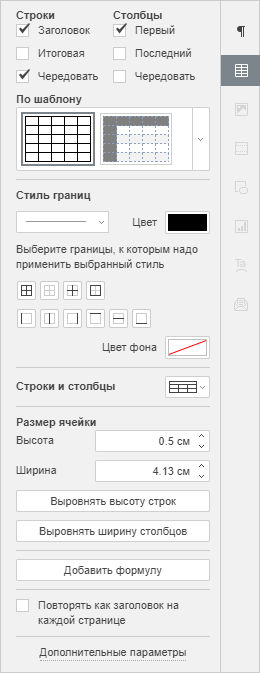 Строки Столбцы
Заголовок Первый
Итоговая Последний
Чередовать Чередовать
По шаблону
Стиль границ
Цвет
Выберите границы, к которым надо
применить выбранный стиль
Цвет фона
Строки и столбцы
Размер ячейки
Высота 0.5 см
Ширина 4.13 см
Выровнять высоту строк
Выровнять ширину столбцов
Добавить формулу
Повторять как заголовок на
каждой странице
Дополнительные параметры